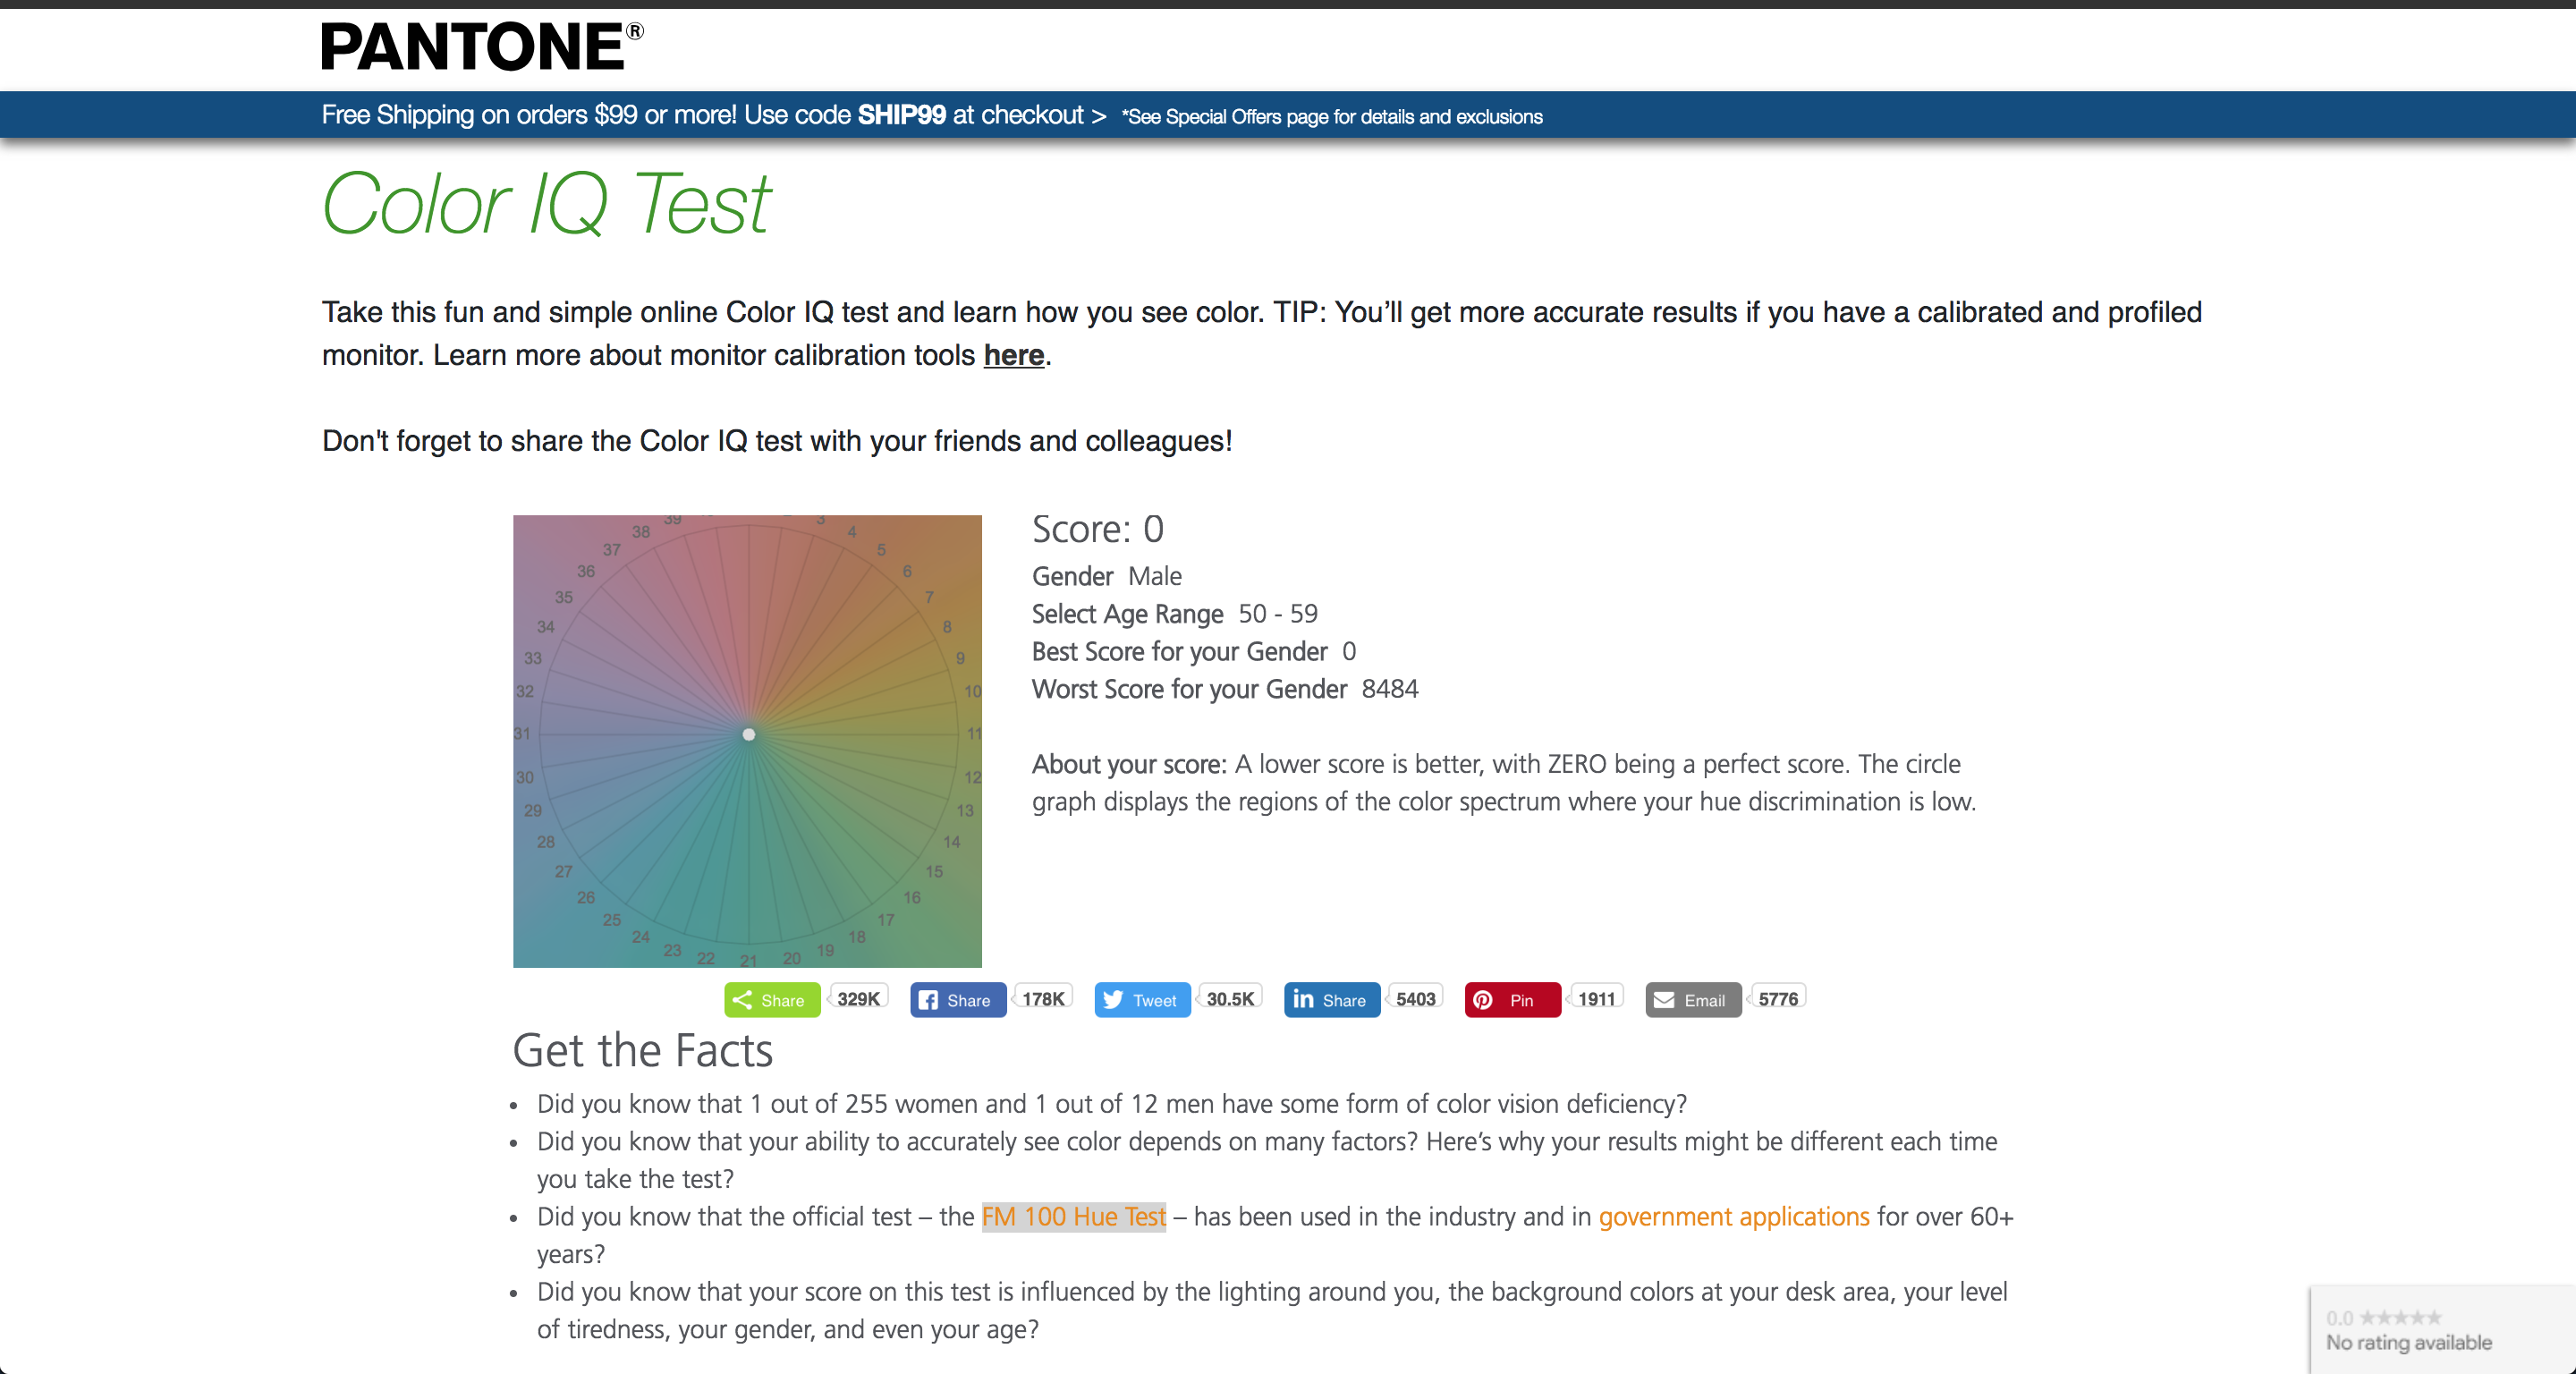 PANTONE®
Free Shipping on orders $99 or more! Use code SHIP99 at checkout > *See Special Offers page for details and exclusions
Color IQ Test
Take this fun and simple online Color IQ test and learn how you see color. TIP: You’ll get more accurate results if you have a calibrated and profiled
monitor. Learn more about monitor calibration tools here.
Don't forget to share the Color IQ test with your friends and colleagues!
39 3
38 4
37 5
36 6
35 7
34 8
33 9
32 10
31 11
30 12
29 13
28 14
27 15
26 16
25 17
24 18
23 19
22 21 20
Score: 0
Gender Male
Select Age Range 50 - 59
Best Score for your Gender 0
Worst Score for your Gender 8484
About your score: A lower score is better, with ZERO being a perfect score. The circle
graph displays the regions of the color spectrum where your hue discrimination is low.
Share 329K Share 178K Tweet 30.5K Share 5403 Pin 1911 Email 5776
Get the Facts
• Did you know that 1 out of 255 women and 1 out of 12 men have some form of color vision deficiency?
• Did you know that your ability to accurately see color depends on many factors? Here’s why your results might be different each time
you take the test?
• Did you know that the official test – the FM 100 Hue Test – has been used in the industry and in government applications for over 60+
years?
• Did you know that your score on this test is influenced by the lighting around you, the background colors at your desk area, your level
of tiredness, your gender, and even your age?
0.0 ★★★★★
No rating available